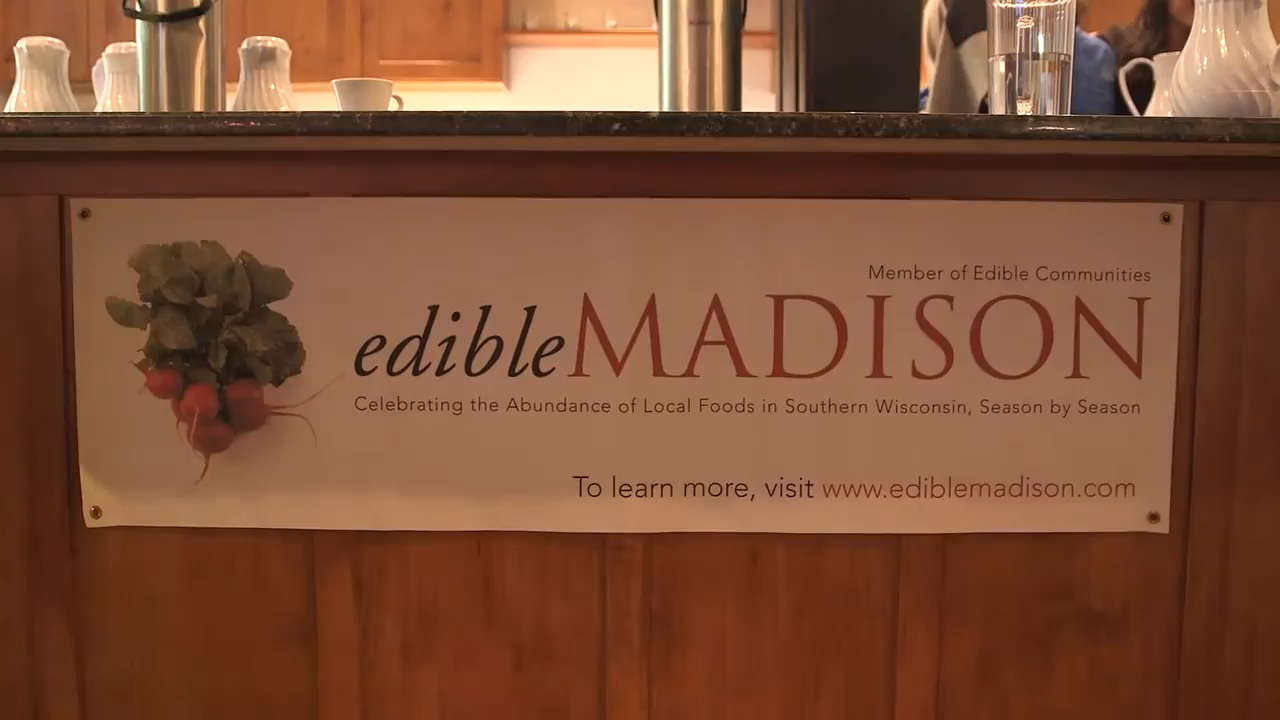 Member of Edible Communities
edibleMADISON
Celebrating the Abundance of Local Foods in Southern Wisconsin, Season by Season
To learn more, visit www.ediblemadison.com